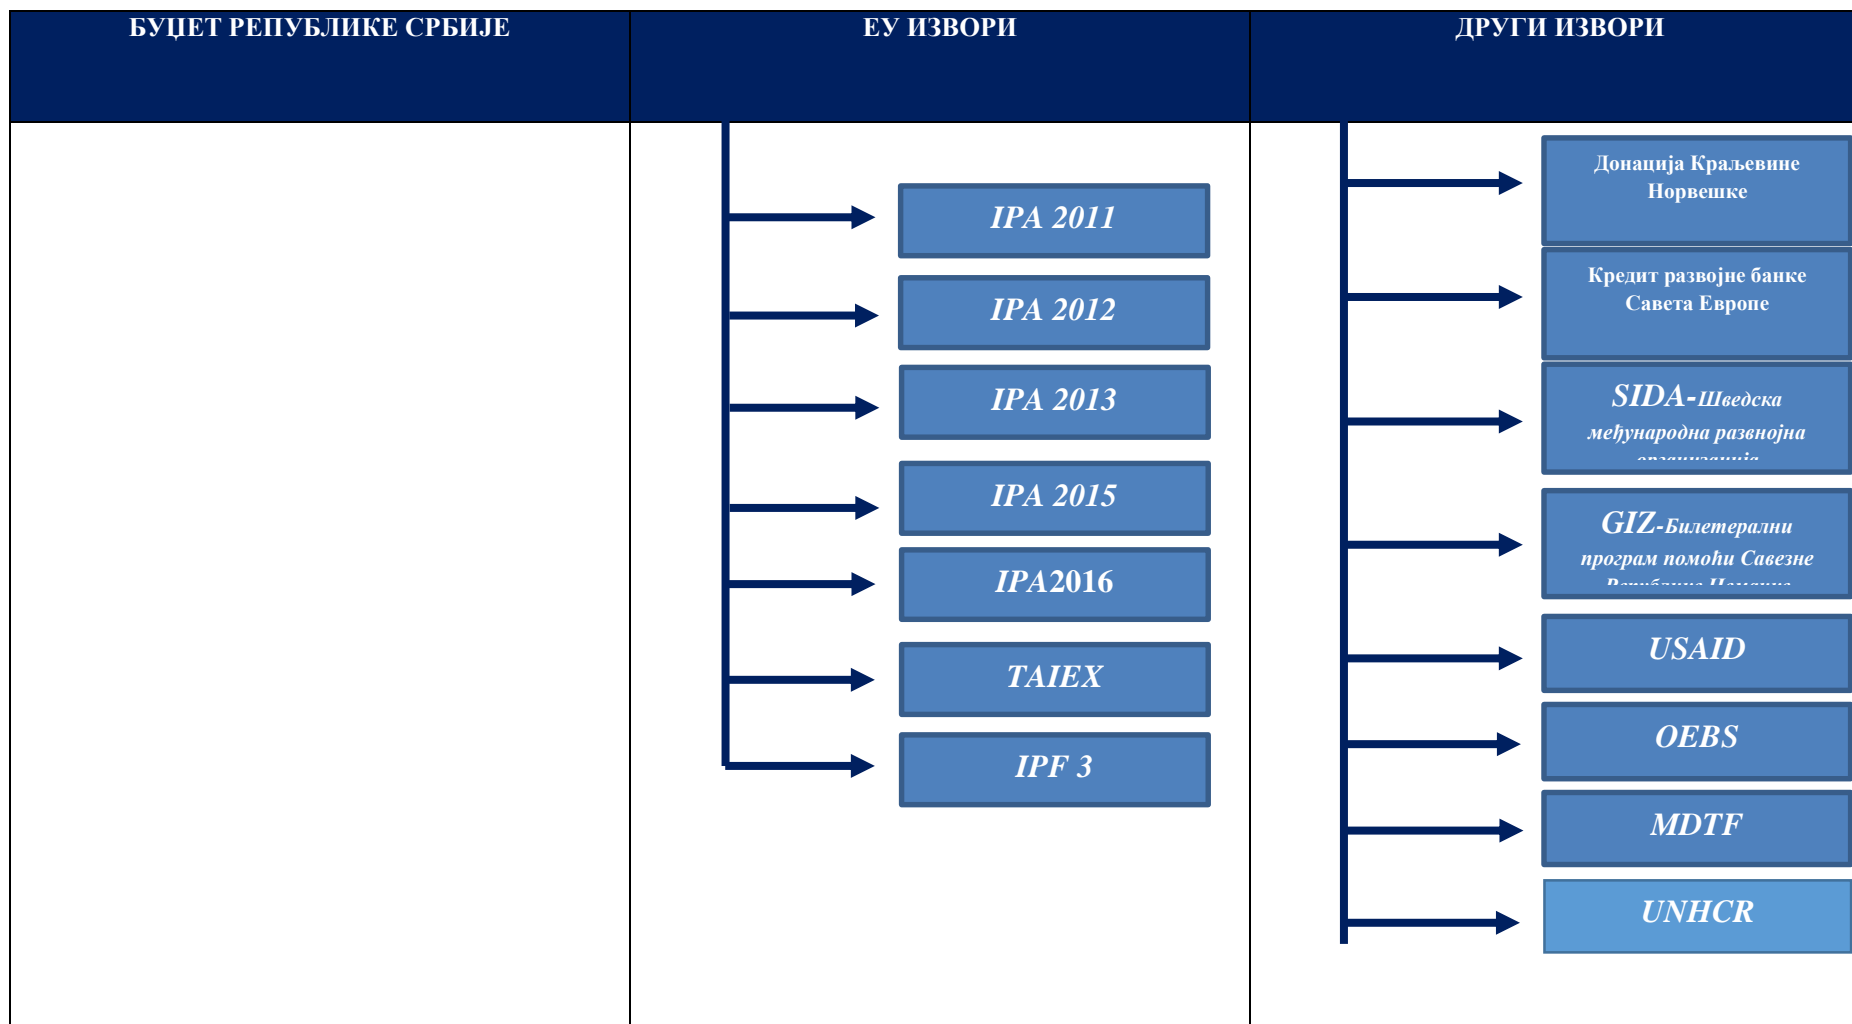 БУЏЕТ РЕПУБЛИКЕ СРБИЈЕ
ЕУ ИЗВОРИ
ДРУГИ ИЗВОРИ
IPA 2011
IPA 2012
IPA 2013
IPA 2015
IPA2016
TAIEX
IPF 3
Донација Краљевине
Норвешке
Кредит развојне банке
Савета Европе
SIDA-Шведска
међународна развнојна
GIZ-Билетерални
програм помоћи Савезне
USAID
OEBS
MDTF
UNHCR